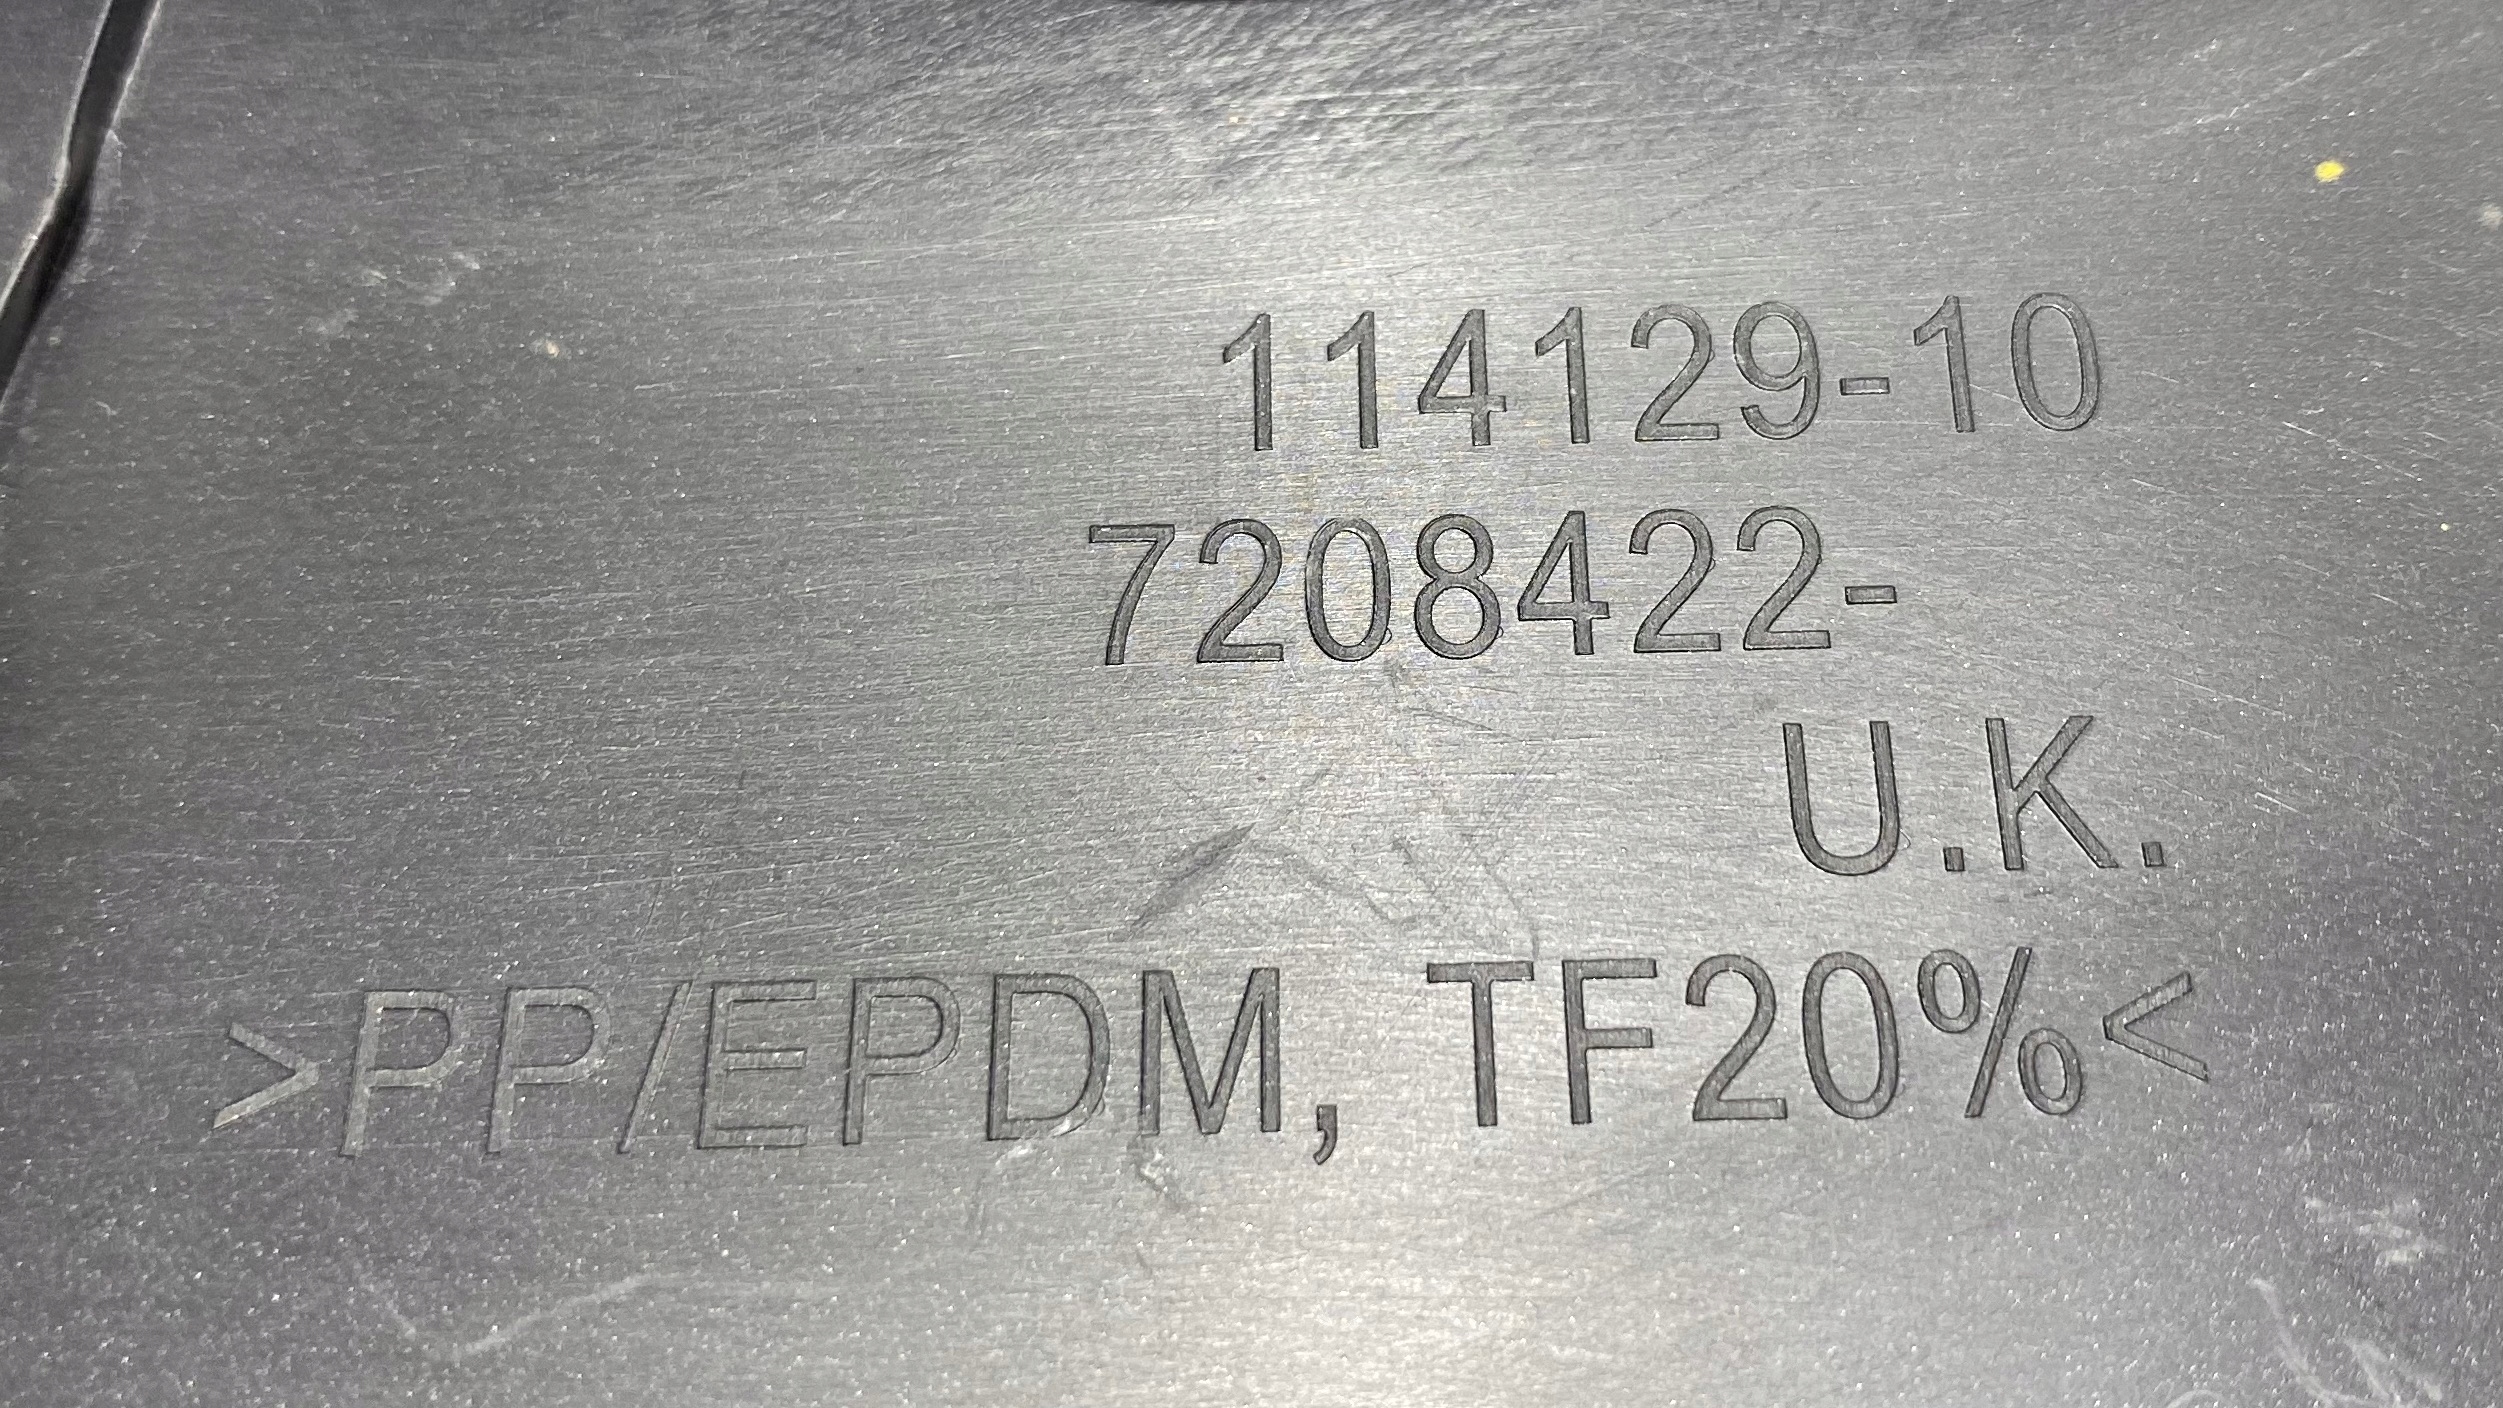 114129-10
7208422-
U.K.
>PP/EPDM, TF20%<